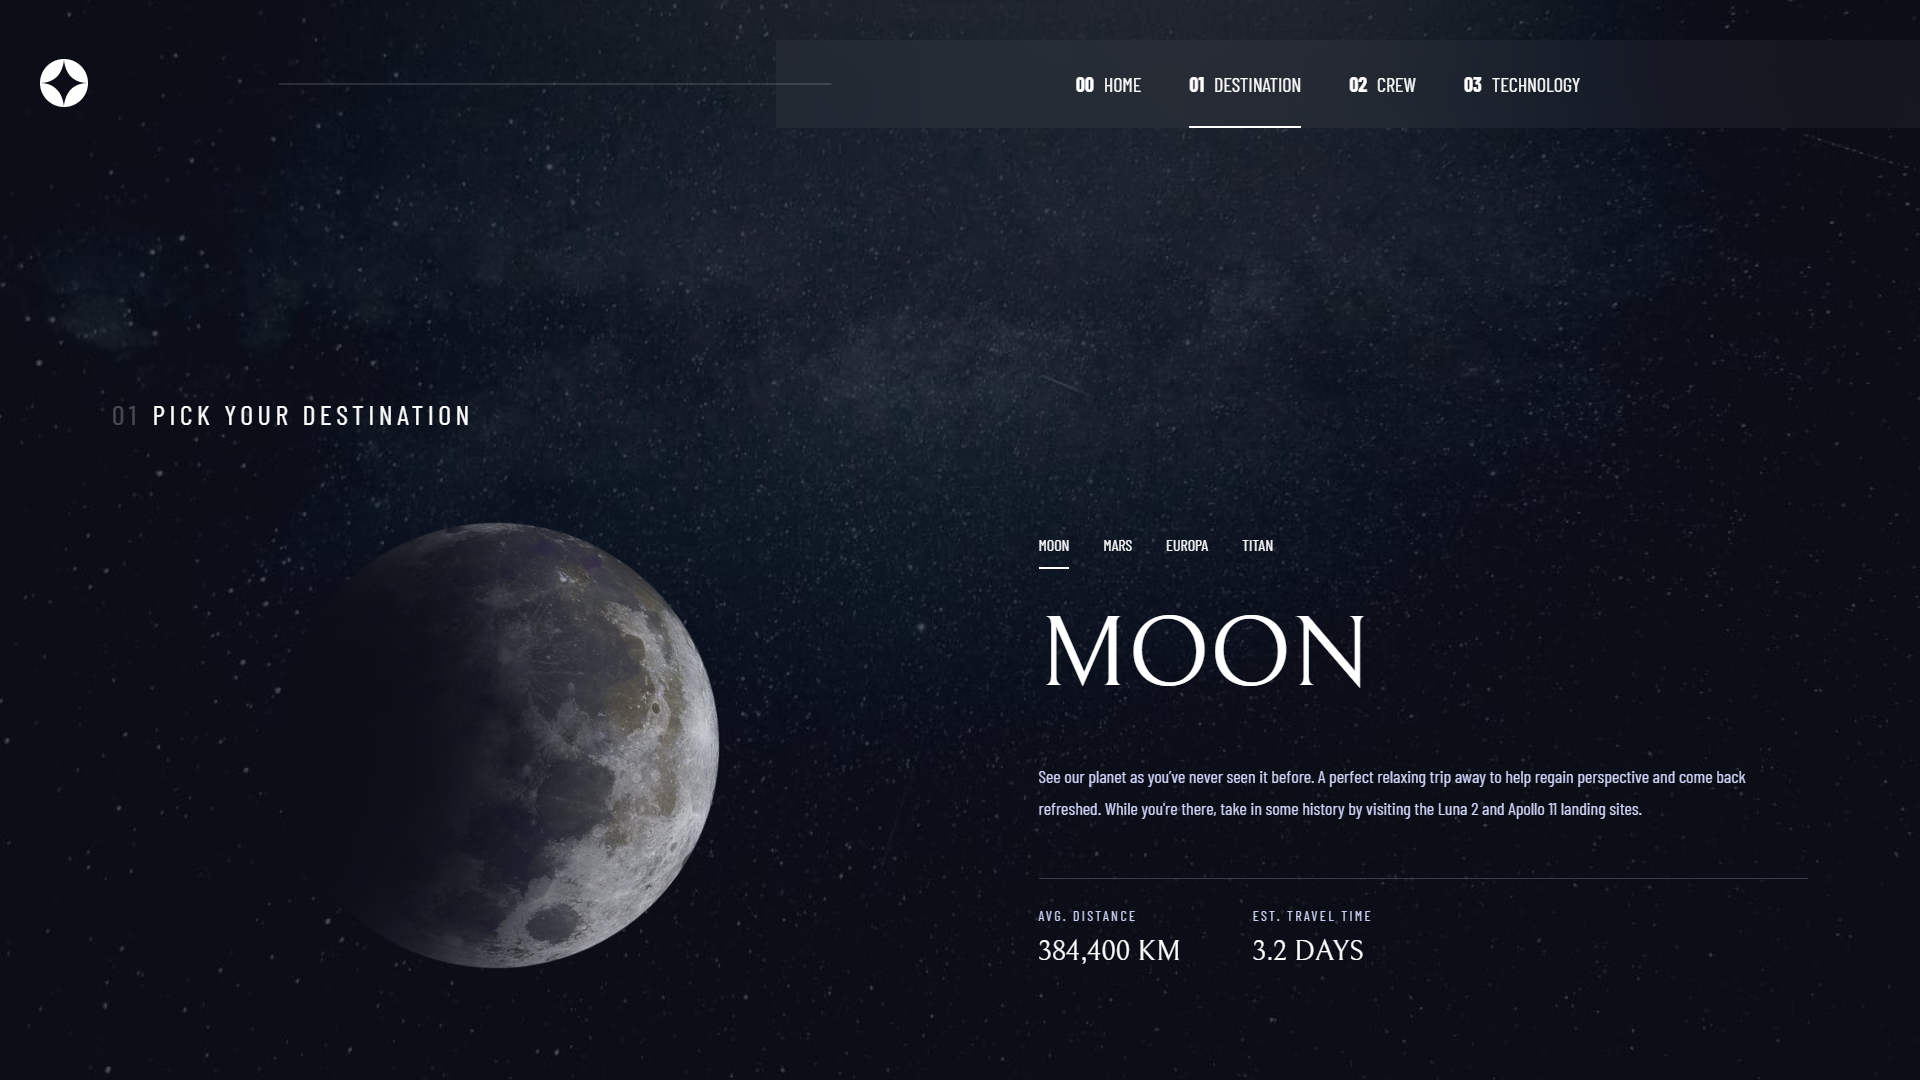 00 HOME 01 DESTINATION 02 CREW 03 TECHNOLOGY
01 PICK YOUR DESTINATION
MOON MARS EUROPA TITAN
MOON
See our planet as you've never seen it before. A perfect relaxing trip away to help regain perspective and come back
refreshed. While you're there, take in some history by visiting the Luna 2 and Apollo 11 landing sites.
AVG. DISTANCE EST. TRAVEL TIME
384,400 KM 3.2 DAYS